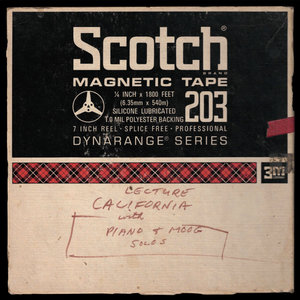 Scotch
BRAND
MAGNETIC TAPE
¼ INCH x 1800 FEET
(6.35mm x 540m)
SILICONE LUBRICATED
1.0 MIL POLYESTER BACKING
203
7 INCH REEL · SPLICE FREE · PROFESSIONAL
DYNARANGE® SERIES
3M
LECTURE
CALIFORNIA
with
PIANO & MOOG
SOLOS